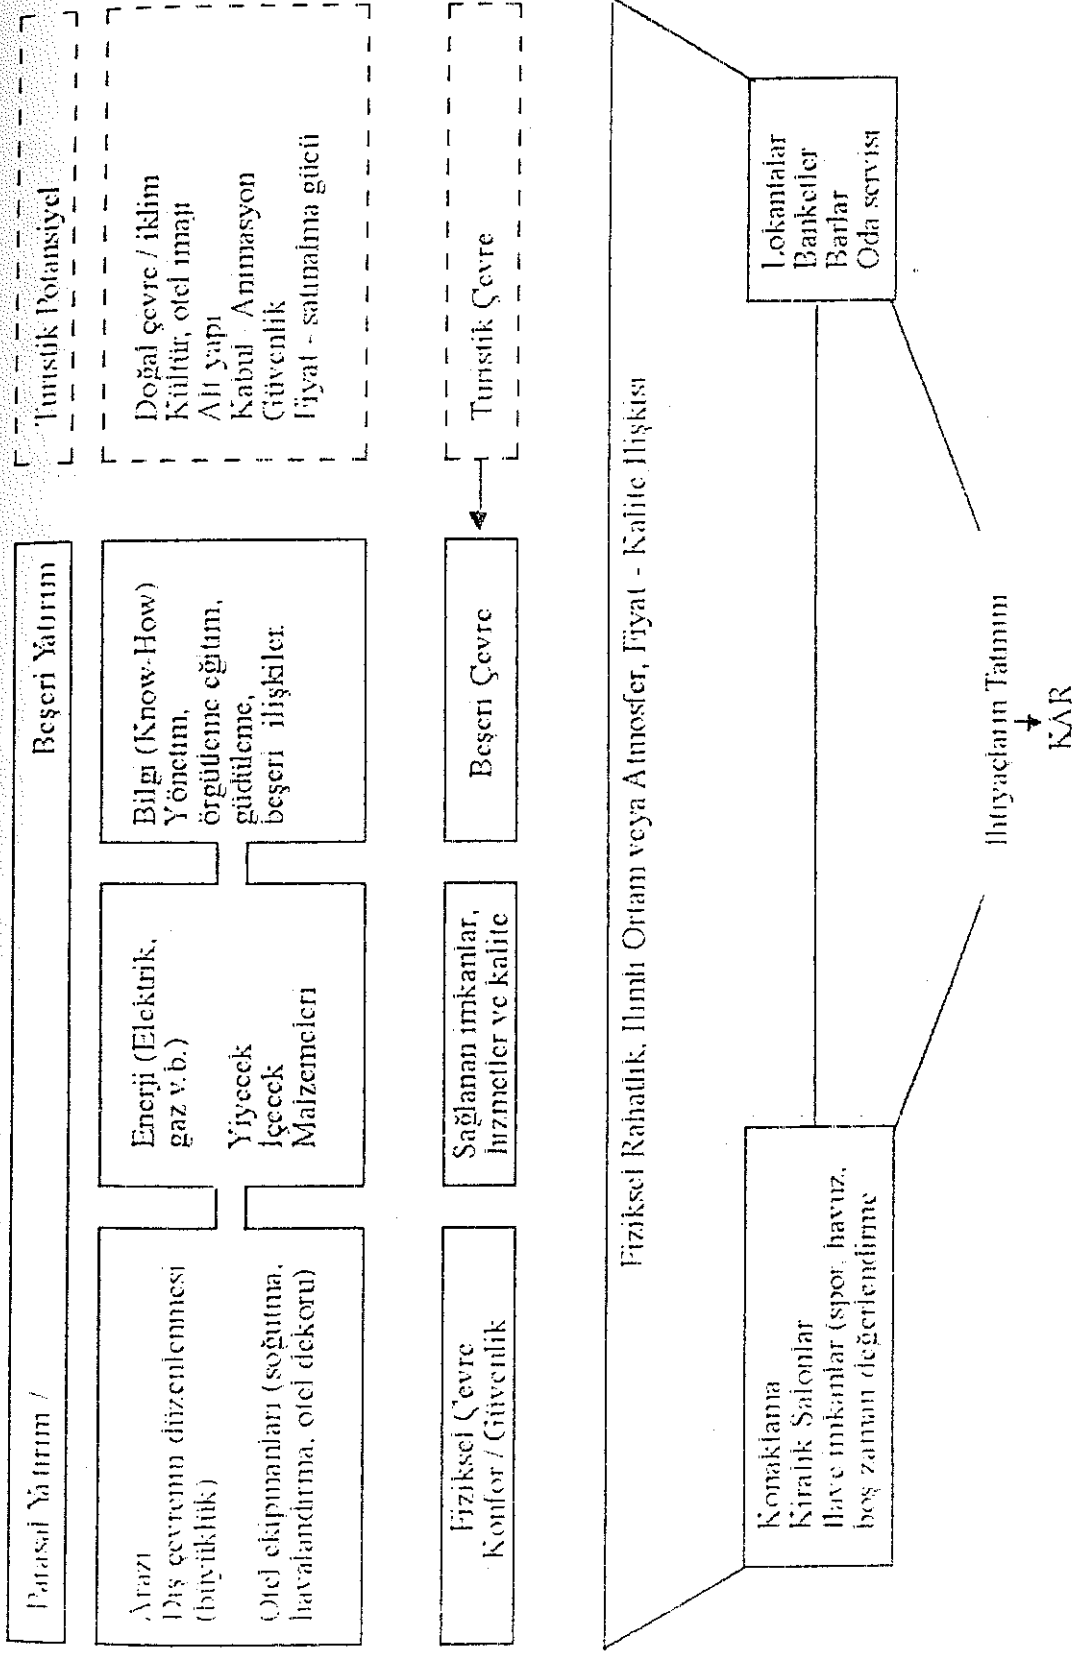 Parasal Yatırım /
Beşeri Yatırım
Turistik Potansiyel
Arazi
Dış çevrenin düzenlenmesi
(büyüklük)
Otel ekipmanları (soğutma,
havalandırma, otel dekoru)
Enerji (Elektrik,
gaz v.b.)
Yiyecek
İçecek
Malzemeleri
Bilgi (Know-How)
Yönetim,
örgütleme eğitim,
güdüleme,
beşeri ilişkiler.
Doğal çevre / iklim
Kültür, otel imajı
Alt yapı
Kabul - Animasyon
Güvenlik
Fiyat - satınalma gücü
Fiziksel Çevre
Konfor / Güvenlik
Sağlanan imkanlar,
hizmetler ve kalite
Beşeri Çevre
Turistik Çevre
Fiziksel Rahatlık, Ilımlı Ortam veya Atmosfer, Fiyat - Kalite İlişkisi
Konaklama
Kiralık Salonlar
İlave imkanlar (spor, havuz,
boş zaman değerlendirme
Lokantalar
Banketler
Barlar
Oda servisi
İhtiyaçların Tatmini
KAR